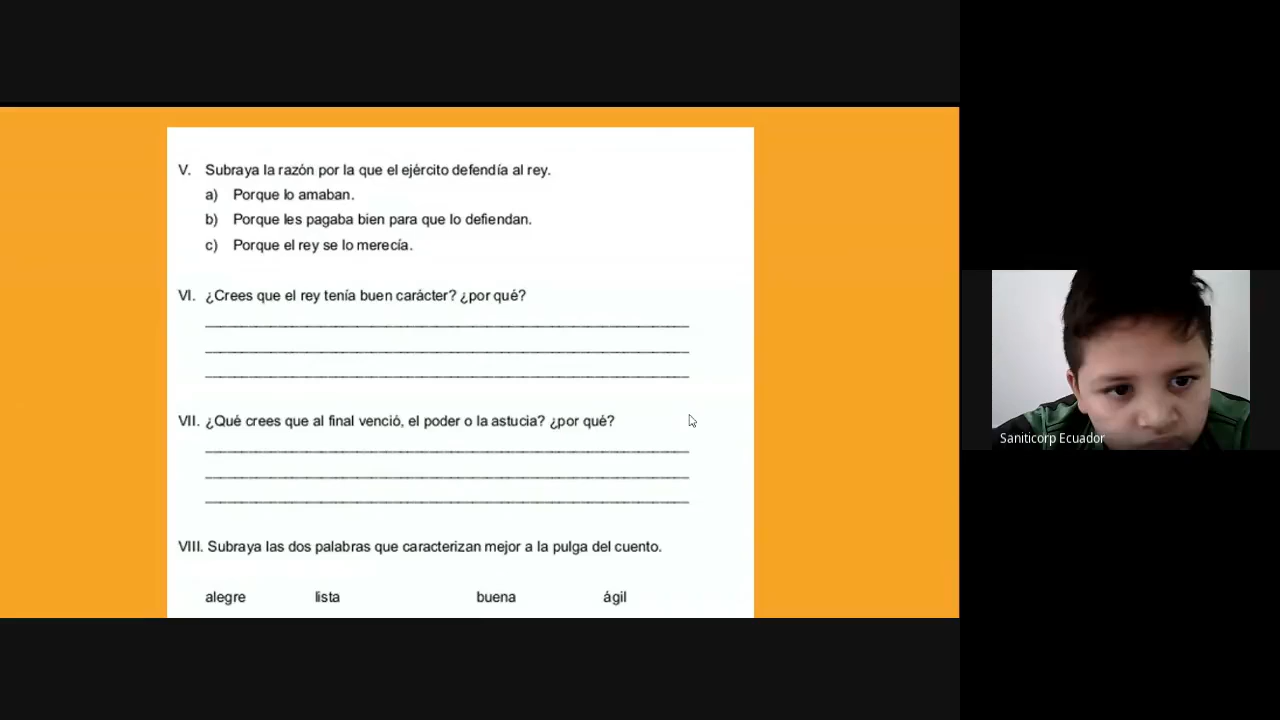 V. Subraya la razón por la que el ejército defendía al rey.
a) Porque lo amaban.
b) Porque les pagaba bien para que lo defiendan.
c) Porque el rey se lo merecía.
VI. ¿Crees que el rey tenía buen carácter? ¿por qué?
VII. ¿Qué crees que al final venció, el poder o la astucia? ¿por qué?
VIII. Subraya las dos palabras que caracterizan mejor a la pulga del cuento.
alegre lista buena ágil
Saniticorp Ecuador